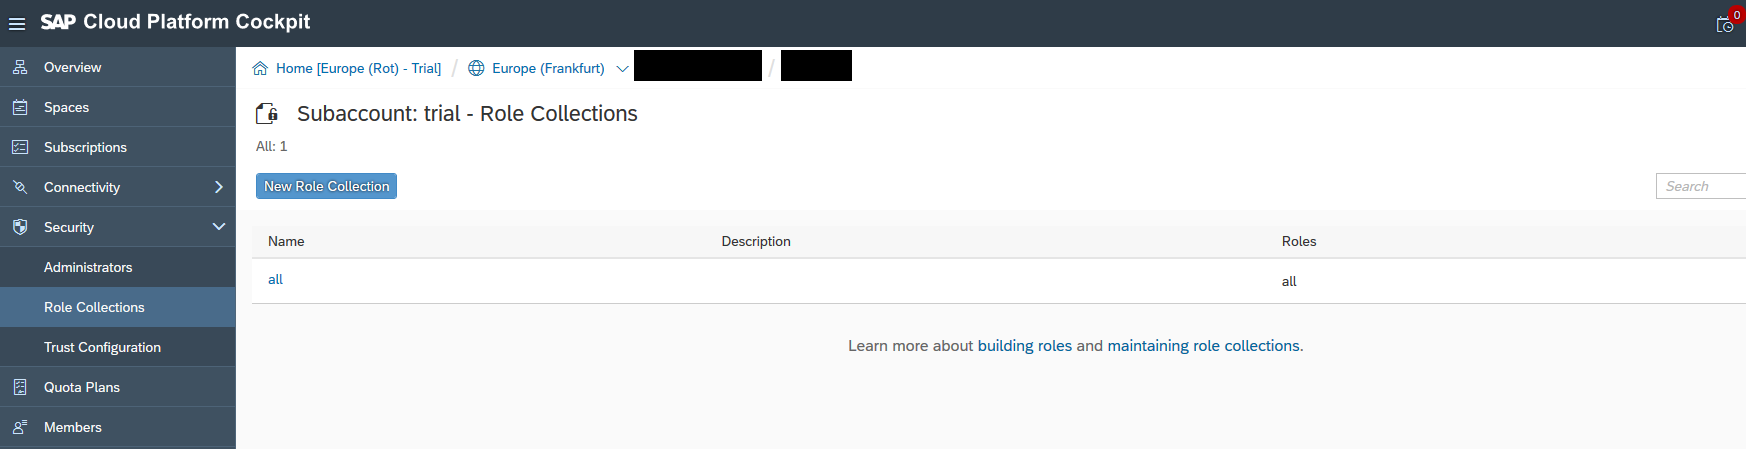 SAP Cloud Platform Cockpit
0
Overview
Spaces
Subscriptions
Connectivity
Security
Administrators
Role Collections
Trust Configuration
Quota Plans
Members
Home [Europe (Rot) - Trial] / Europe (Frankfurt) /
Subaccount: trial - Role Collections
All: 1
New Role Collection
Search
Name Description Roles
all all
Learn more about building roles and maintaining role collections.